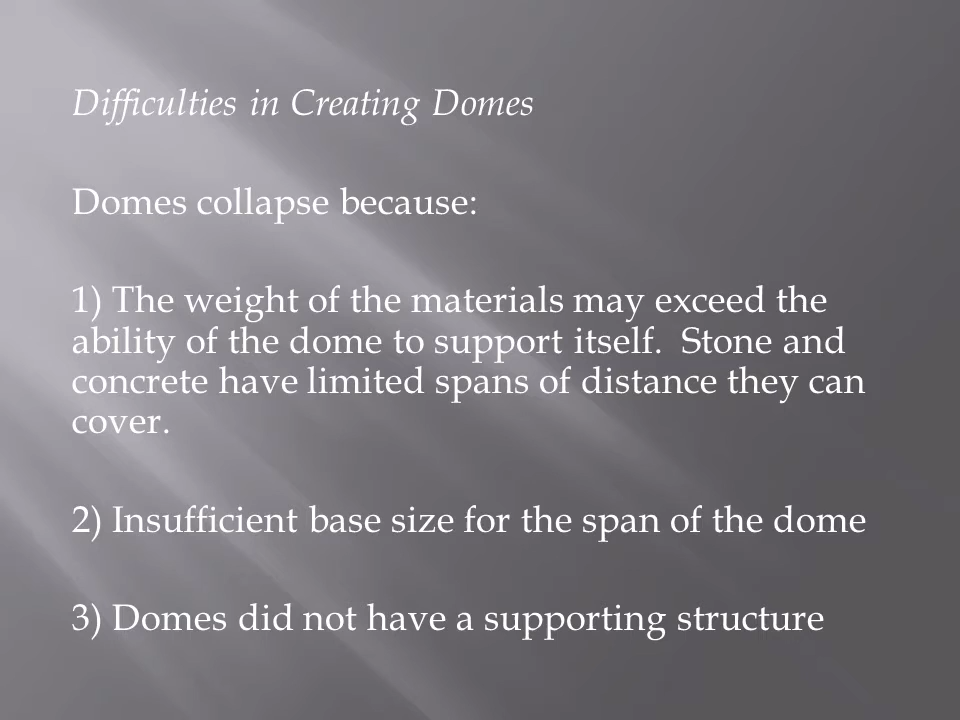 Difficulties in Creating Domes
Domes collapse because:
1) The weight of the materials may exceed the
ability of the dome to support itself.  Stone and
concrete have limited spans of distance they can
cover.
2) Insufficient base size for the span of the dome
3) Domes did not have a supporting structure